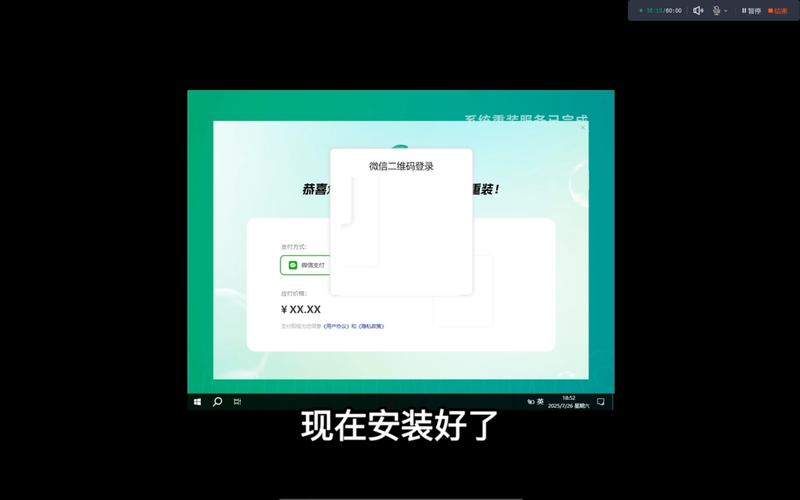 /60:00
暂停
结束
系统重装服务已完成
微信二维码登录
恭喜
重装！
支付方式：
微信支付
应付价格：
¥XX.XX
支付即视为您同意《用户协议》和《隐私政策》
英
18:52
2025/7/26 星期六
现在安装好了